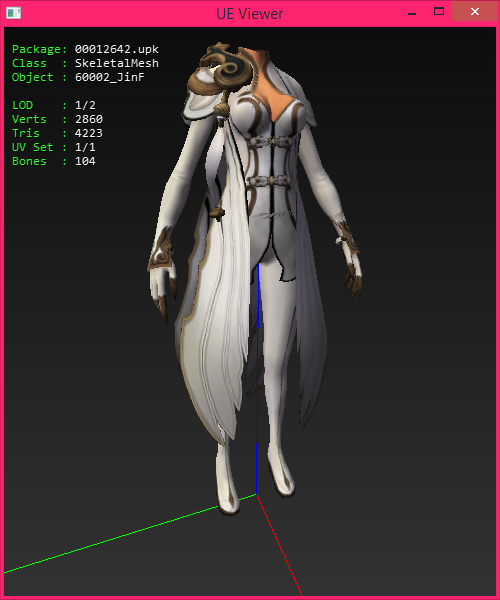 UE Viewer
Package: 00012642.upk
Class  : SkeletalMesh
Object : 60002_JinF
LOD    : 1/2
Verts  : 2860
Tris   : 4223
UV Set : 1/1
Bones  : 104